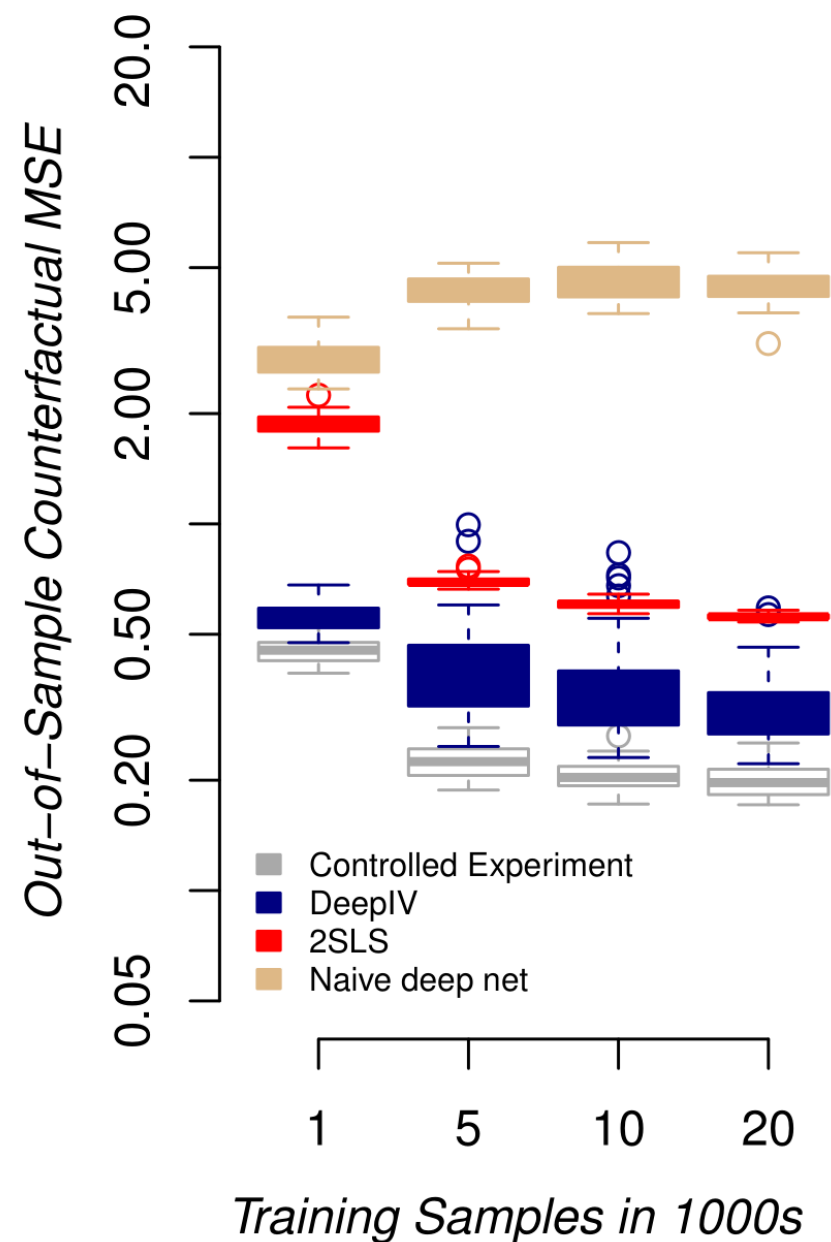 Out-of-Sample Counterfactual MSE
20.0
5.00
2.00
0.50
0.20
0.05
Controlled Experiment
DeepIV
2SLS
Naive deep net
1 5 10 20
Training Samples in 1000s